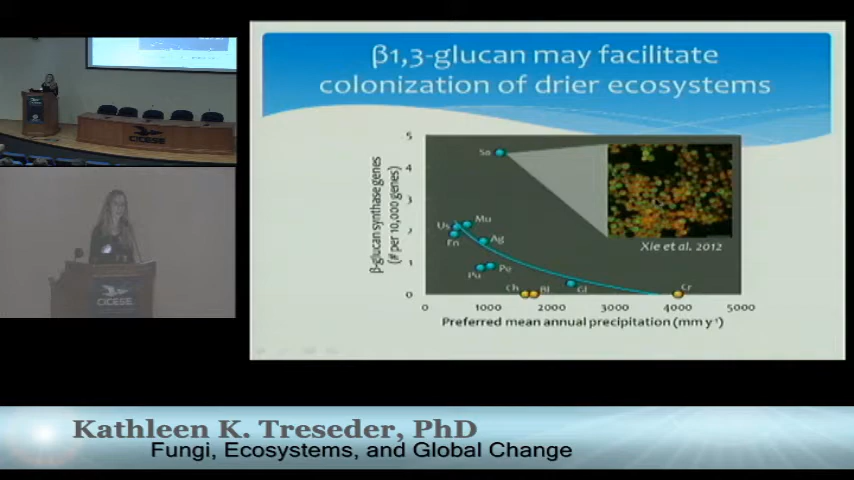 β1,3-glucan may facilitate
colonization of drier ecosystems
β-glucan synthase genes
(# per 10,000 genes)
5
4
3
2
1
0
Sa
Us
Mu
En
Ag
Pu
Pe
Ch
Bl
Gl
Cr
Xie et al. 2012
0
1000
2000
3000
4000
5000
Preferred mean annual precipitation (mm y⁻¹)
CICESE
CICESE
Kathleen K. Treseder, PhD
Fungi, Ecosystems, and Global Change